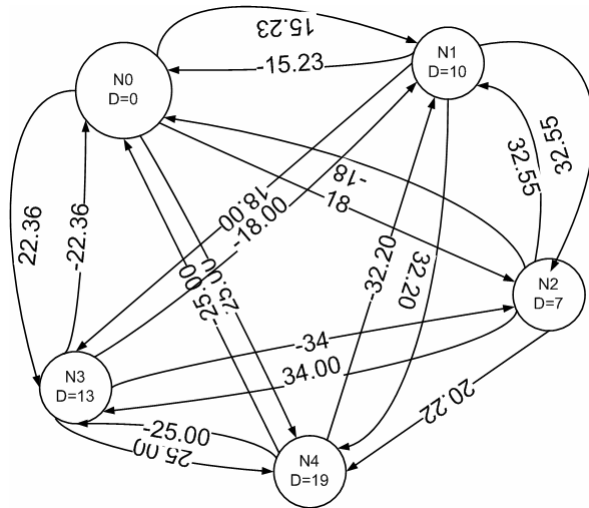 15.23
N1
D=10
-15.23
N0
D=0
32.55
32.55
-18
18
18.00
-18.00
22.36
-22.36
-32.20
32.20
-25.00
25.00
N2
D=7
-34
34.00
N3
D=13
20.22
-25.00
25.00
N4
D=19